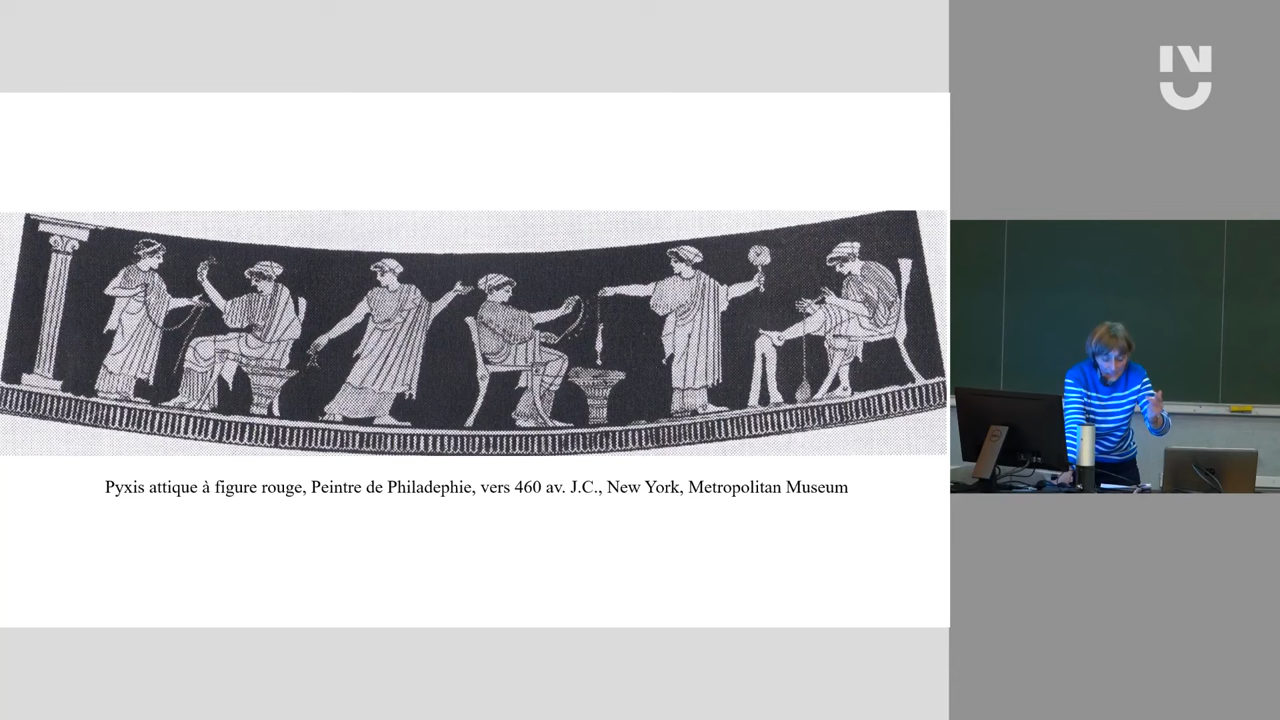 Pyxis attique à figure rouge, Peintre de Philadephie, vers 460 av. J.C., New York, Metropolitan Museum